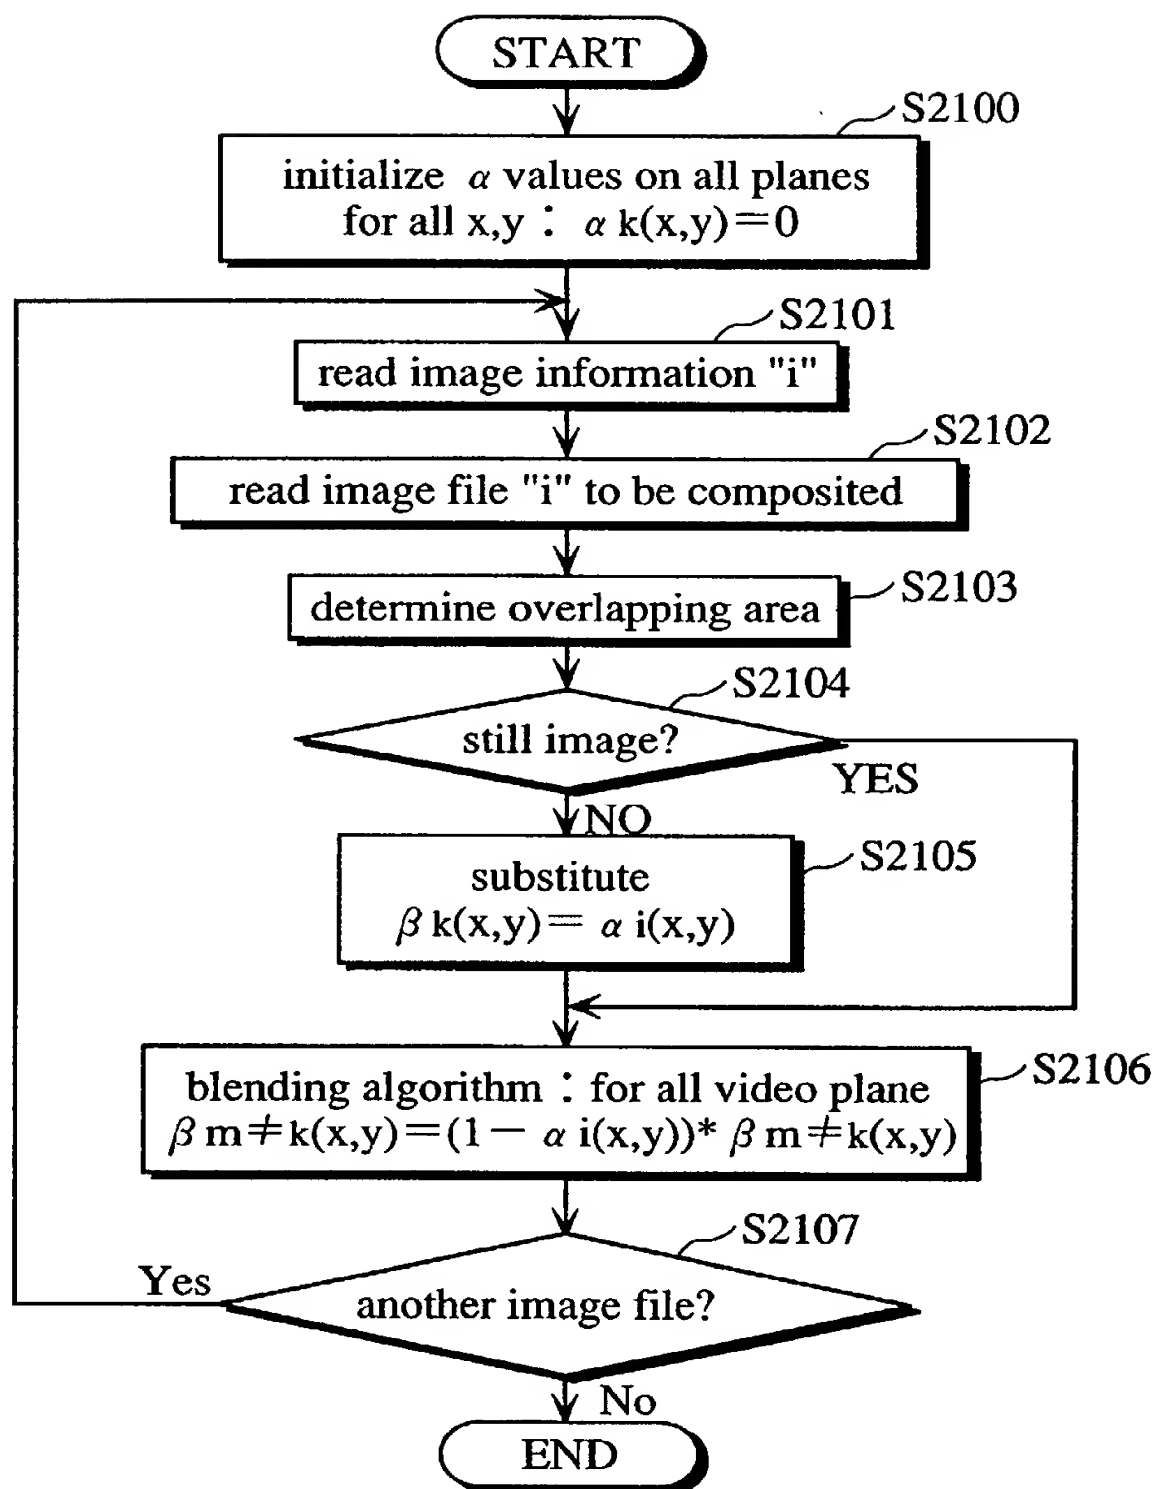 START
S2100
initialize α values on all planes
for all x,y : α k(x,y)=0
S2101
read image information "i"
S2102
read image file "i" to be composited
S2103
determine overlapping area
S2104
still image?
YES
NO
S2105
substitute
β k(x,y)= α i(x,y)
S2106
blending algorithm : for all video plane
β m≠k(x,y)=(1− α i(x,y))* β m≠k(x,y)
S2107
Yes
another image file?
No
END